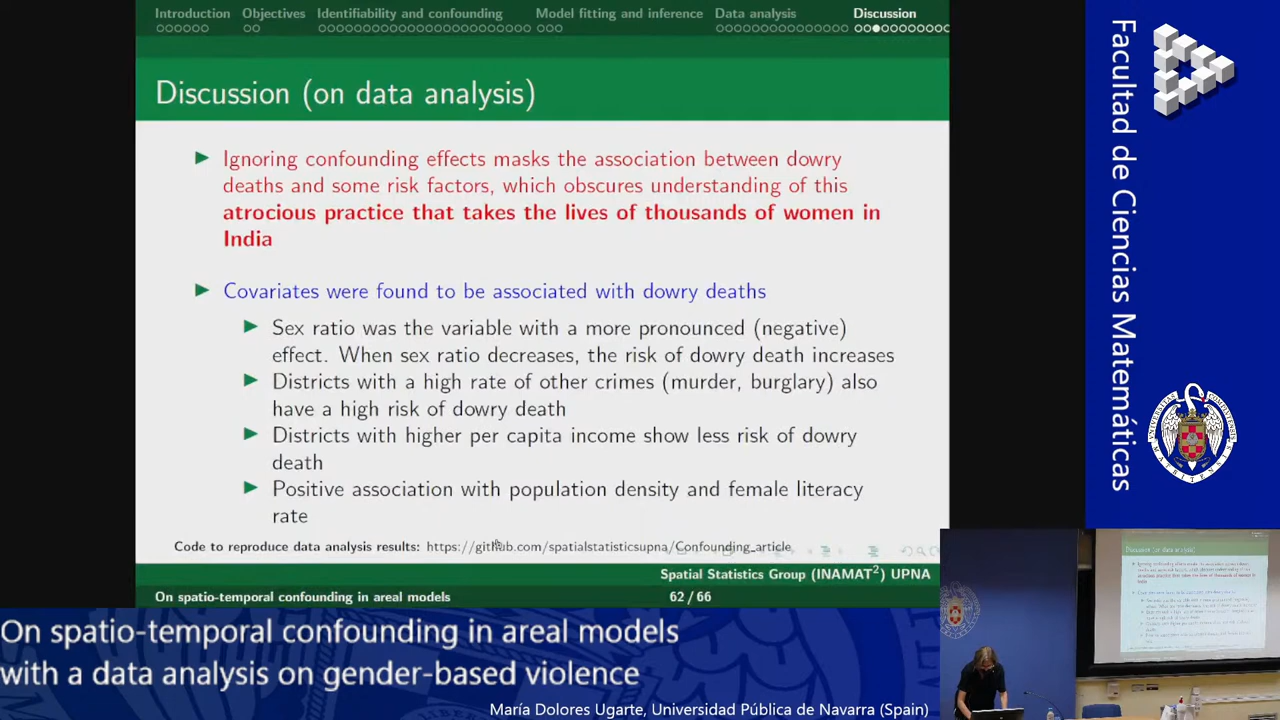 Introduction Objectives Identifiability and confounding Model fitting and inference Data analysis Discussion
Discussion (on data analysis)
Ignoring confounding effects masks the association between dowry
deaths and some risk factors, which obscures understanding of this
atrocious practice that takes the lives of thousands of women in
India
Covariates were found to be associated with dowry deaths
Sex ratio was the variable with a more pronounced (negative)
effect. When sex ratio decreases, the risk of dowry death increases
Districts with a high rate of other crimes (murder, burglary) also
have a high risk of dowry death
Districts with higher per capita income show less risk of dowry
death
Positive association with population density and female literacy
rate
Code to reproduce data analysis results: https://github.com/spatialstatisticsupna/Confounding_article
Spatial Statistics Group (INAMAT²) UPNA
On spatio-temporal confounding in areal models 62 / 66
On spatio-temporal confounding in areal models
with a data analysis on gender-based violence
María Dolores Ugarte, Universidad Pública de Navarra (Spain)
Facultad de Ciencias Matemáticas
Discussion (on data analysis)